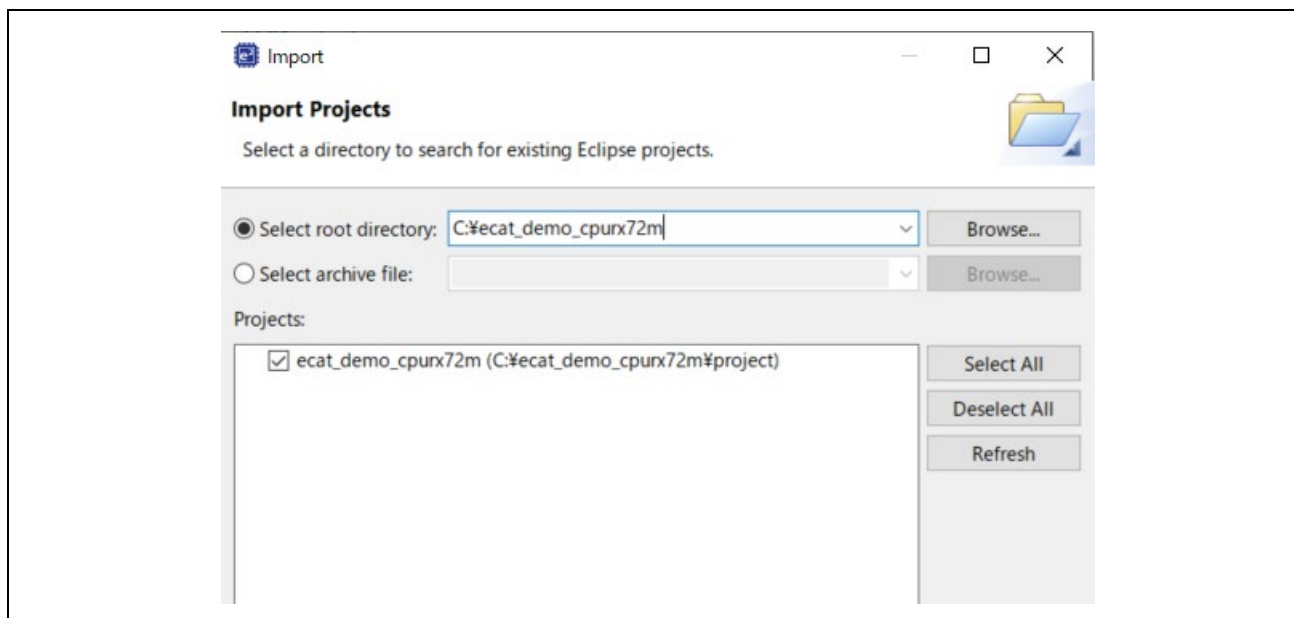 Import
Import Projects
Select a directory to search for existing Eclipse projects.
Select root directory: C:¥ecat_demo_cpurx72m Browse...
Select archive file: Browse...
Projects:
ecat_demo_cpurx72m (C:¥ecat_demo_cpurx72m¥project) Select All
Deselect All
Refresh